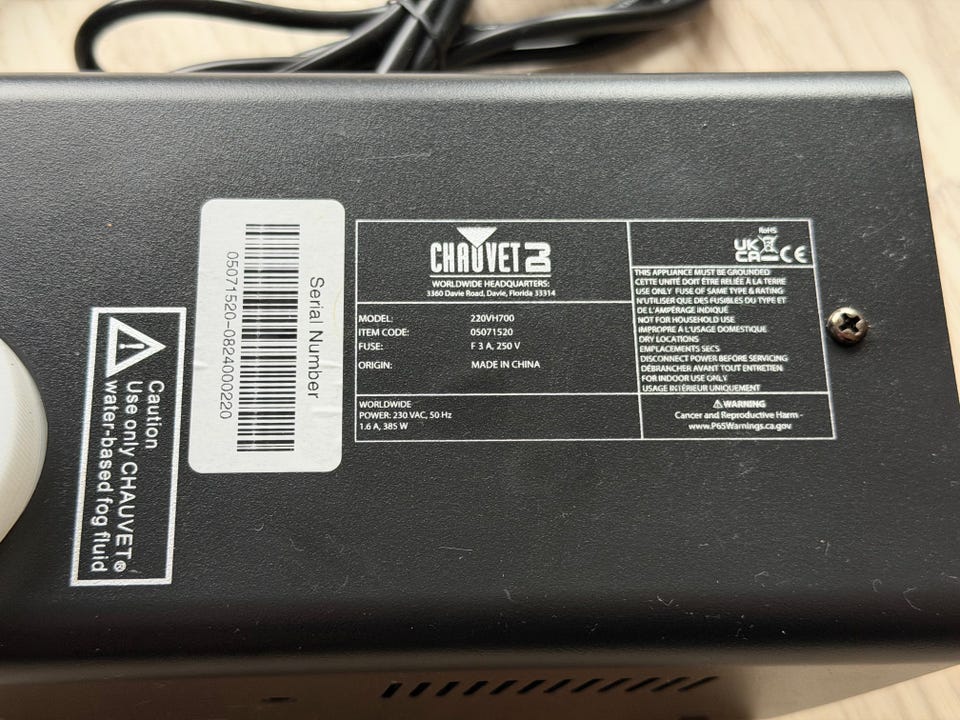 Caution
Use only CHAUVET®
water-based fog fluid
Serial Number
05071520-0824000220
CHAUVET DJ
WORLDWIDE HEADQUARTERS:
3360 Davie Road, Davie, Florida 33314
MODEL: 220VH700
ITEM CODE: 05071520
FUSE: F 3 A, 250 V
ORIGIN: MADE IN CHINA
WORLDWIDE
POWER: 230 VAC, 50 Hz
1.6 A, 385 W
RoHS
UK
CA
CE
THIS APPLIANCE MUST BE GROUNDED
CETTE UNITÉ DOIT ÊTRE RELIÉE À LA TERRE
USE ONLY FUSE OF SAME TYPE & RATING
N'UTILISER QUE DES FUSIBLES DU TYPE ET
DE L'AMPÉRAGE INDIQUÉ
NOT FOR HOUSEHOLD USE
IMPROPRE À L'USAGE DOMESTIQUE
DRY LOCATIONS
EMPLACEMENTS SECS
DISCONNECT POWER BEFORE SERVICING
DÉBRANCHER AVANT TOUT ENTRETIEN
FOR INDOOR USE ONLY
USAGE INTÉRIEUR UNIQUEMENT
WARNING
Cancer and Reproductive Harm -
www.P65Warnings.ca.gov